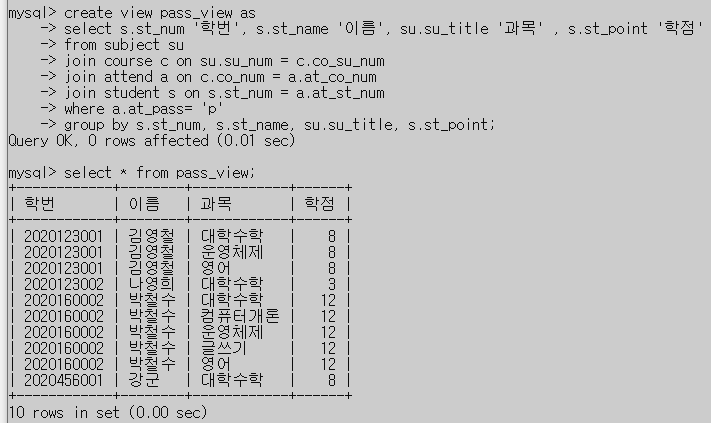 mysql> create view pass_view as
    -> select s.st_num '학번', s.st_name '이름', su.su_title '과목' , s.st_point '학점'
    -> from subject su
    -> join course c on su.su_num = c.co_su_num
    -> join attend a on c.co_num = a.at_co_num
    -> join student s on s.st_num = a.at_st_num
    -> where a.at_pass= 'p'
    -> group by s.st_num, s.st_name, su.su_title, s.st_point;
Query OK, 0 rows affected (0.01 sec)
mysql> select * from pass_view;
+------------+--------+------------+------+
| 학번 | 이름 | 과목 | 학점 |
+------------+--------+------------+------+
| 2020123001 | 김영철 | 대학수학 | 8 |
| 2020123001 | 김영철 | 운영체제 | 8 |
| 2020123001 | 김영철 | 영어 | 8 |
| 2020123002 | 나영희 | 대학수학 | 3 |
| 2020160002 | 박철수 | 대학수학 | 12 |
| 2020160002 | 박철수 | 컴퓨터개론 | 12 |
| 2020160002 | 박철수 | 운영체제 | 12 |
| 2020160002 | 박철수 | 글쓰기 | 12 |
| 2020160002 | 박철수 | 영어 | 12 |
| 2020456001 | 강군 | 대학수학 | 8 |
+------------+--------+------------+------+
10 rows in set (0.00 sec)